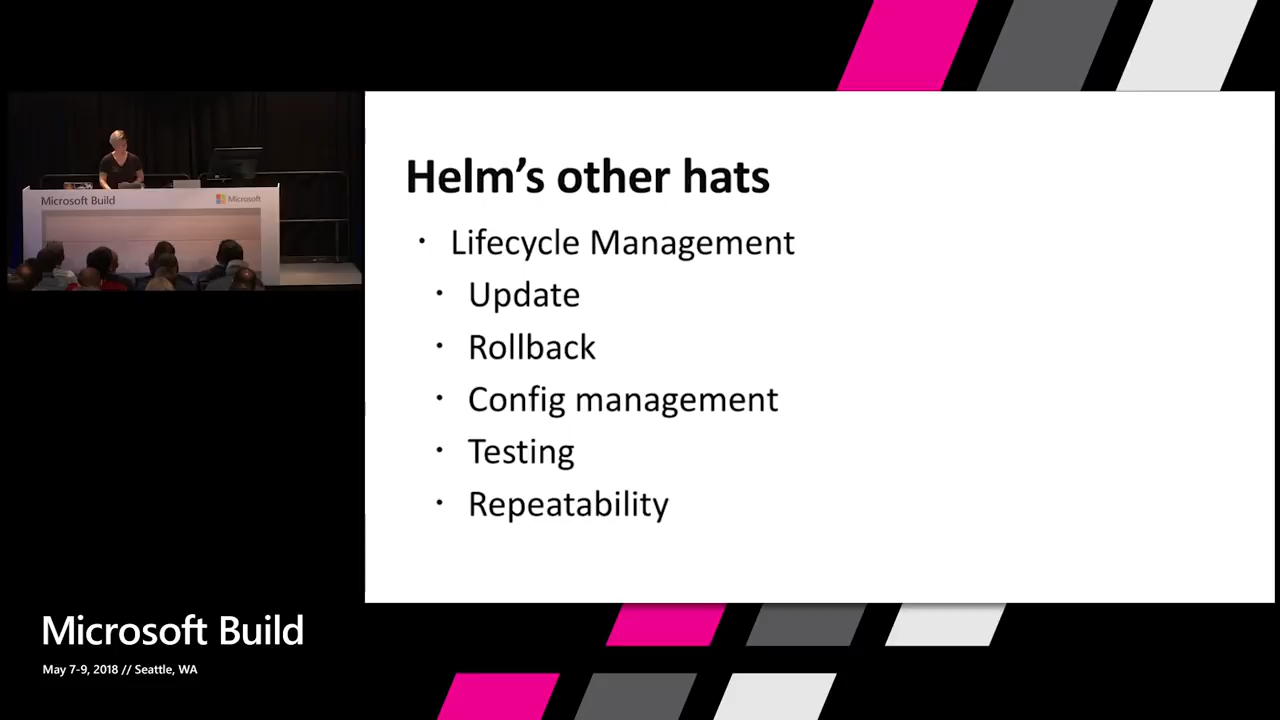 Microsoft Build
Microsoft
Helm's other hats
· Lifecycle Management
· Update
· Rollback
· Config management
· Testing
· Repeatability
Microsoft Build
May 7-9, 2018 // Seattle, WA